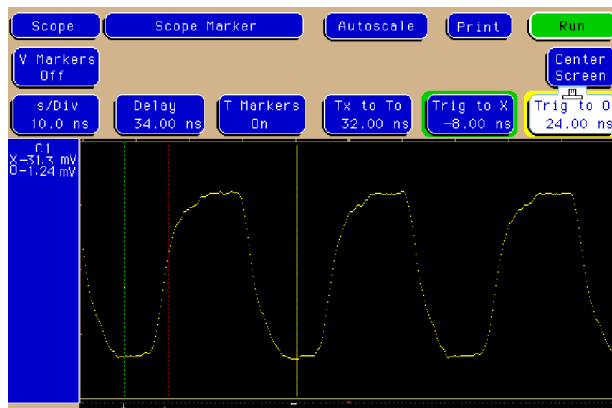 Scope Scope Marker Autoscale Print Run
V Markers
Off
Center
Screen
s/Div
10.0 ns
Delay
34.00 ns
T Markers
On
Tx to To
32.00 ns
Trig to X
-8.00 ns
Trig to O
24.00 ns
C1
X-31.3 mV
O-1.24 mV